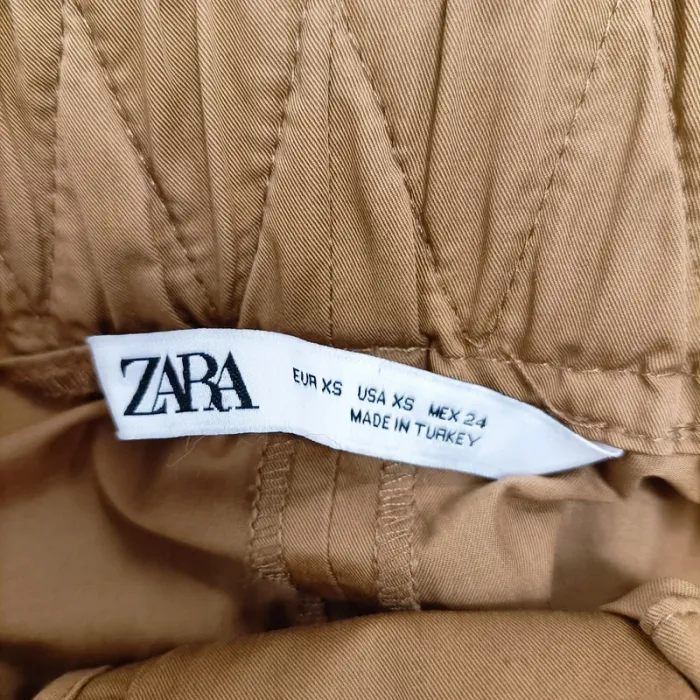 ZARA
EUR XS USA XS MEX 24
MADE IN TURKEY